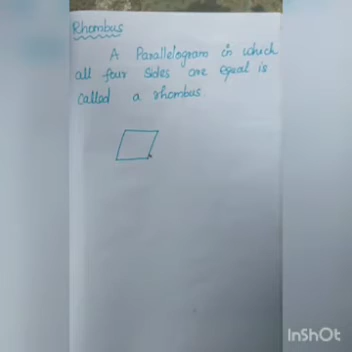 Rhombus
A Parallelogram in which
all four sides are equal is
called a rhombus.
InShOt